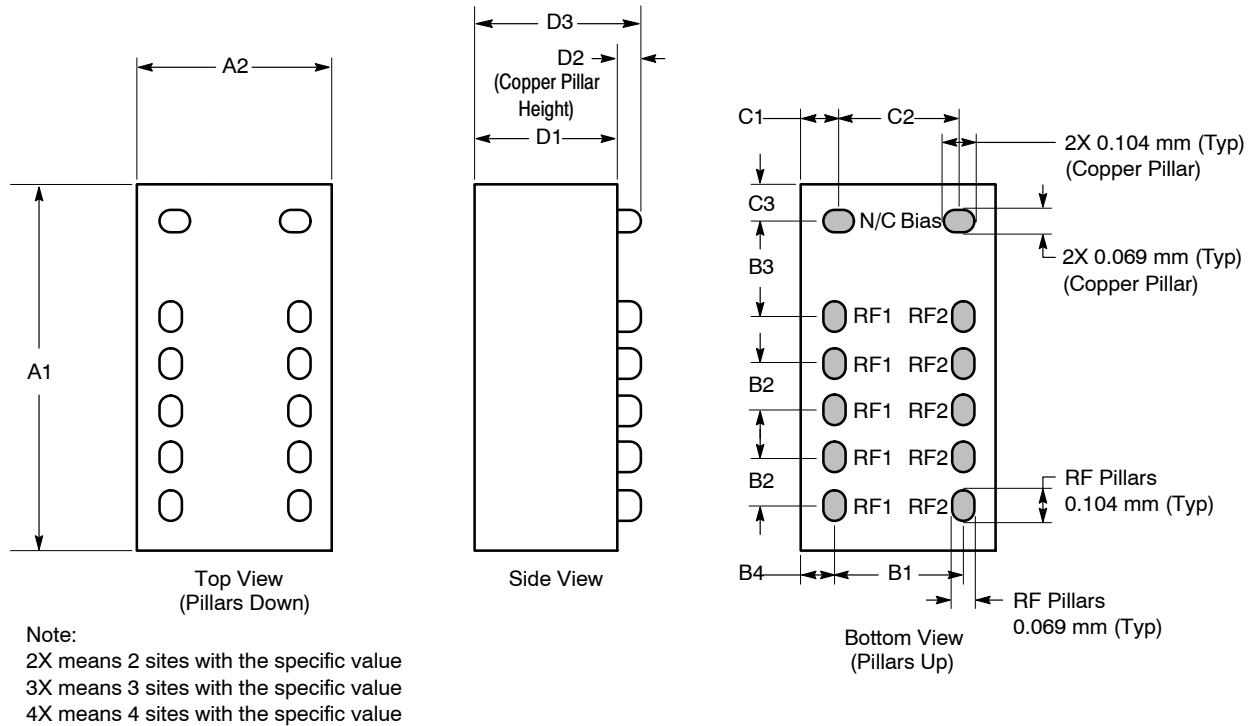 D3
A2
D2
(Copper Pillar
Height)
D1
C1
C2
2X 0.104 mm (Typ)
(Copper Pillar)
C3
N/C Bias
2X 0.069 mm (Typ)
(Copper Pillar)
B3
RF1 RF2
A1
RF1 RF2
B2
RF1 RF2
RF1 RF2
B2
RF Pillars
0.104 mm (Typ)
RF1 RF2
B4
B1
Top View
(Pillars Down)
Side View
RF Pillars
0.069 mm (Typ)
Bottom View
(Pillars Up)
Note:
2X means 2 sites with the specific value
3X means 3 sites with the specific value
4X means 4 sites with the specific value